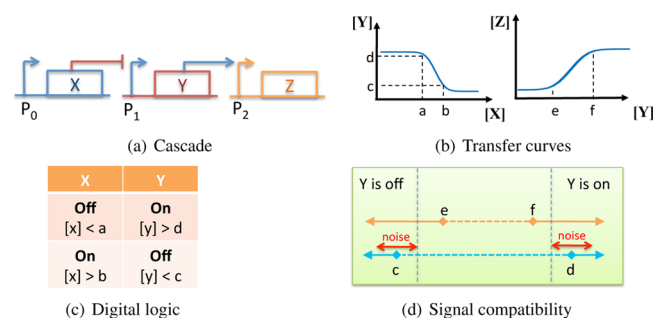 X
Y
Z
P0
P1
P2
(a) Cascade
[Y]
d
c
a
b
[X]
[Z]
e
f
[Y]
(b) Transfer curves
X
Y
Off
On
[x] < a
[y] > d
On
Off
[x] > b
[y] < c
(c) Digital logic
Y is off
Y is on
e
f
noise
noise
c
d
(d) Signal compatibility